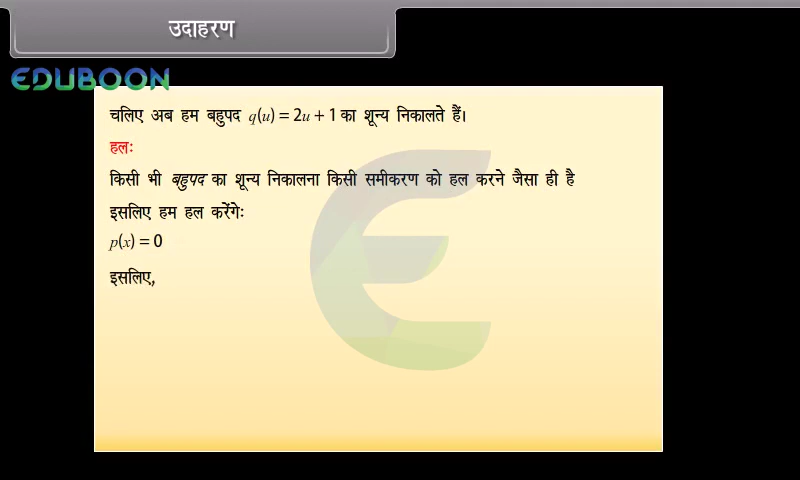 उदाहरण
EDUBOON
चलिए अब हम बहुपद q(u) = 2u + 1 का शून्य निकालते हैं।
हलः
किसी भी बहुपद का शून्य निकालना किसी समीकरण को हल करने जैसा ही है
इसलिए हम हल करेंगेः
p(x) = 0
इसलिए,